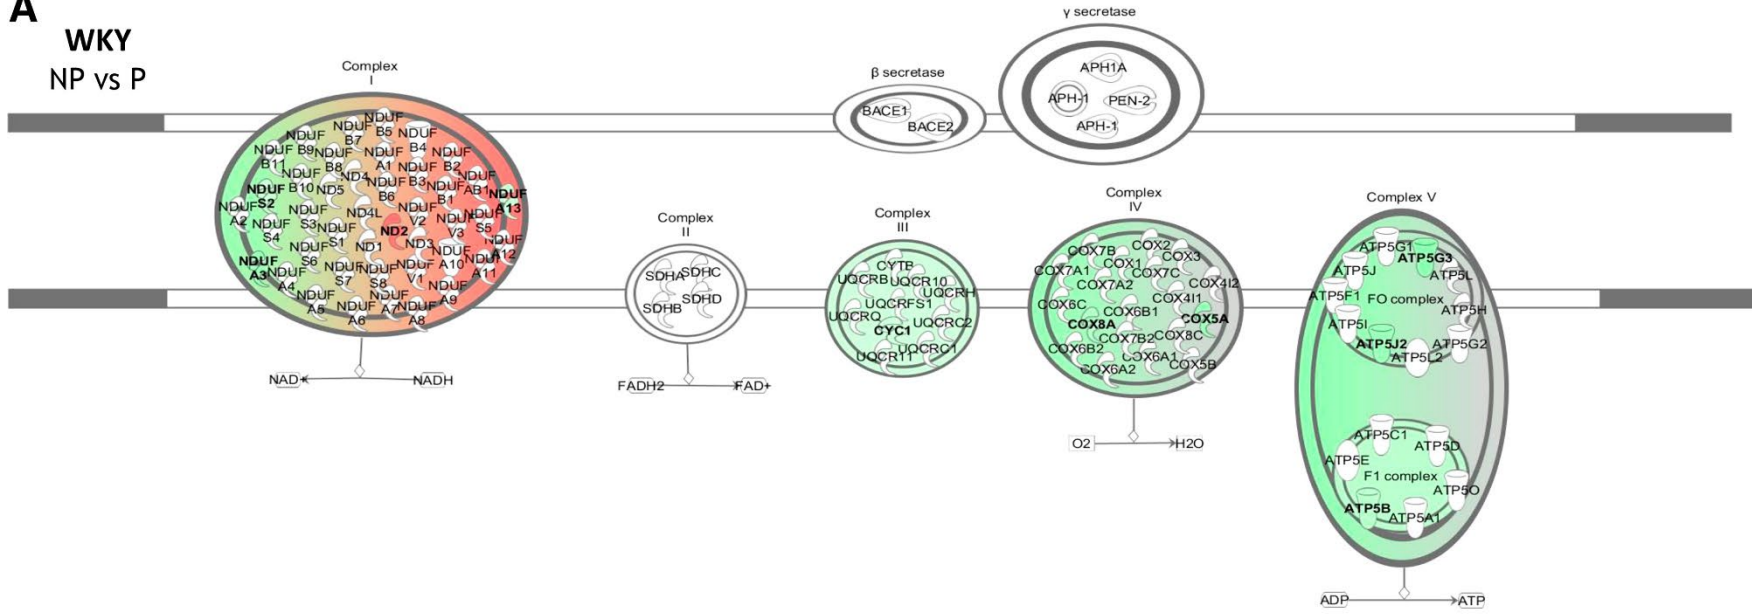 A
WKY
NP vs P
Complex
I
NDUF
B5
NDUF
B7
NDUF
B4
NDUF
B9
NDUF
B11
NDUF
B8
NDUF
A1
NDUF
B2
NDUF
B10
ND5
ND4
NDUF
B6
NDUF
B3
NDUF
B1
NDUF
AB1
NDUF
A13
NDUF
S2
NDUF
A2
NDUF
S4
NDUF
S3
ND4L
NDUF
V2
NDUF
V3
NDUF
S5
NDUF
S1
ND2
ND1
ND3
NDUF
A12
NDUF
S6
NDUF
A10
NDUF
A11
NDUF
A3
NDUF
A4
NDUF
S7
NDUF
S8
NDUF
V1
NDUF
A9
NDUF
A5
NDUF
A6
NDUF
A7
NDUF
A8
NAD+
NADH
Complex
II
SDHA
SDHC
SDHB
SDHD
FADH2
FAD+
β secretase
BACE1
BACE2
γ secretase
APH1A
APH-1
PEN-2
APH-1
Complex
III
CYTB
UQCRB
UQCR10
UQCRH
UQCRFS1
UQCRQ
CYC1
UQCRC2
UQCR11
UQCRC1
Complex
IV
COX7B
COX2
COX3
COX7A1
COX1
COX7C
COX7A2
COX4I2
COX6C
COX4I1
COX6B1
COX8A
COX5A
COX7B2
COX8C
COX6B2
COX6A1
COX6A2
COX5B
O2
H2O
Complex V
ATP5G1
ATP5G3
ATP5J
ATP5L
ATP5F1
FO complex
ATP5H
ATP5I
ATP5J2
ATP5G2
ATP5L2
ATP5C1
ATP5D
ATP5E
F1 complex
ATP5O
ATP5B
ATP5A1
ADP
ATP